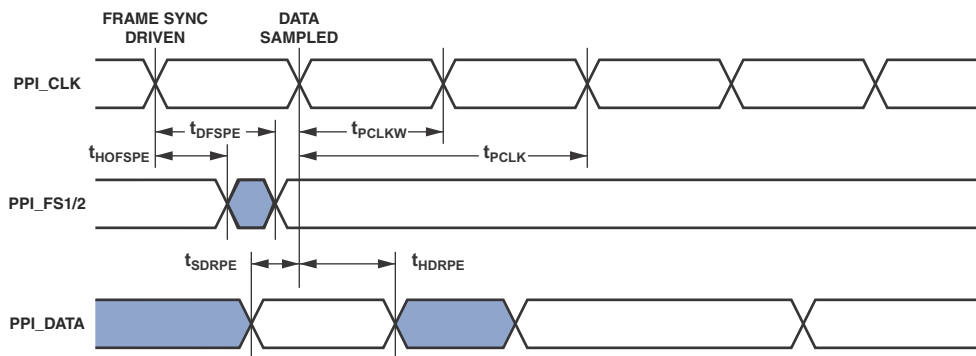 FRAME SYNC
DRIVEN
DATA
SAMPLED
PPI_CLK
tDFSPE
tPCLKW
tHOFSPE
tPCLK
PPI_FS1/2
tSDRPE
tHDRPE
PPI_DATA